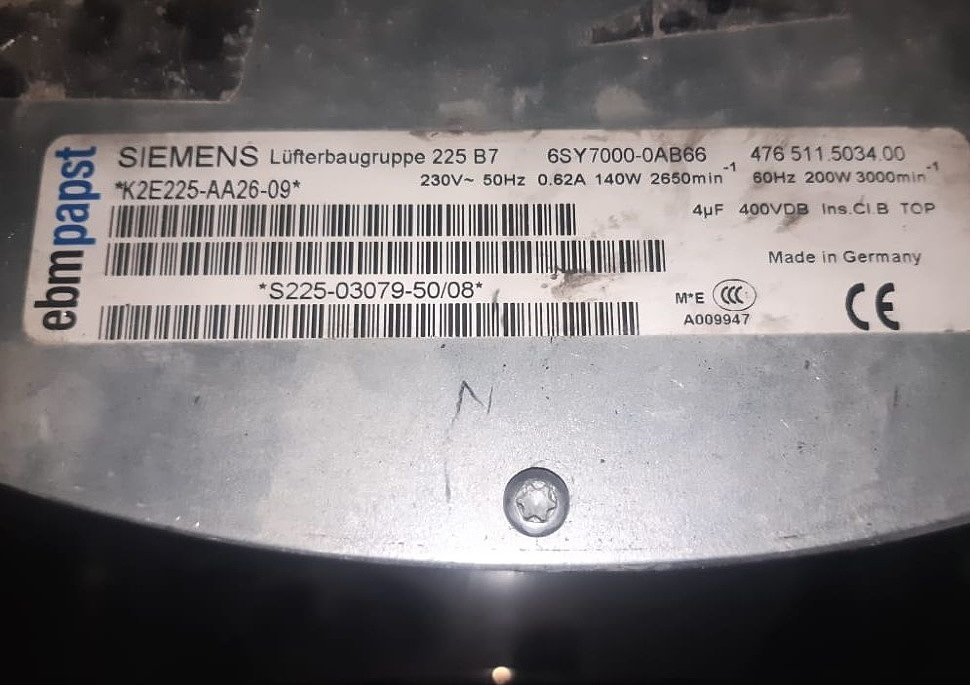 ebmpapst
SIEMENS Lüfterbaugruppe 225 B7 6SY7000-0AB66 476 511.5034.00
*K2E225-AA26-09* 230V~ 50Hz 0.62A 140W 2650min⁻¹ 60Hz 200W 3000min⁻¹
4µF 400VDB Ins.Cl.B TOP
Made in Germany
*S225-03079-50/08*
M*E CCC
A009947 CE
N